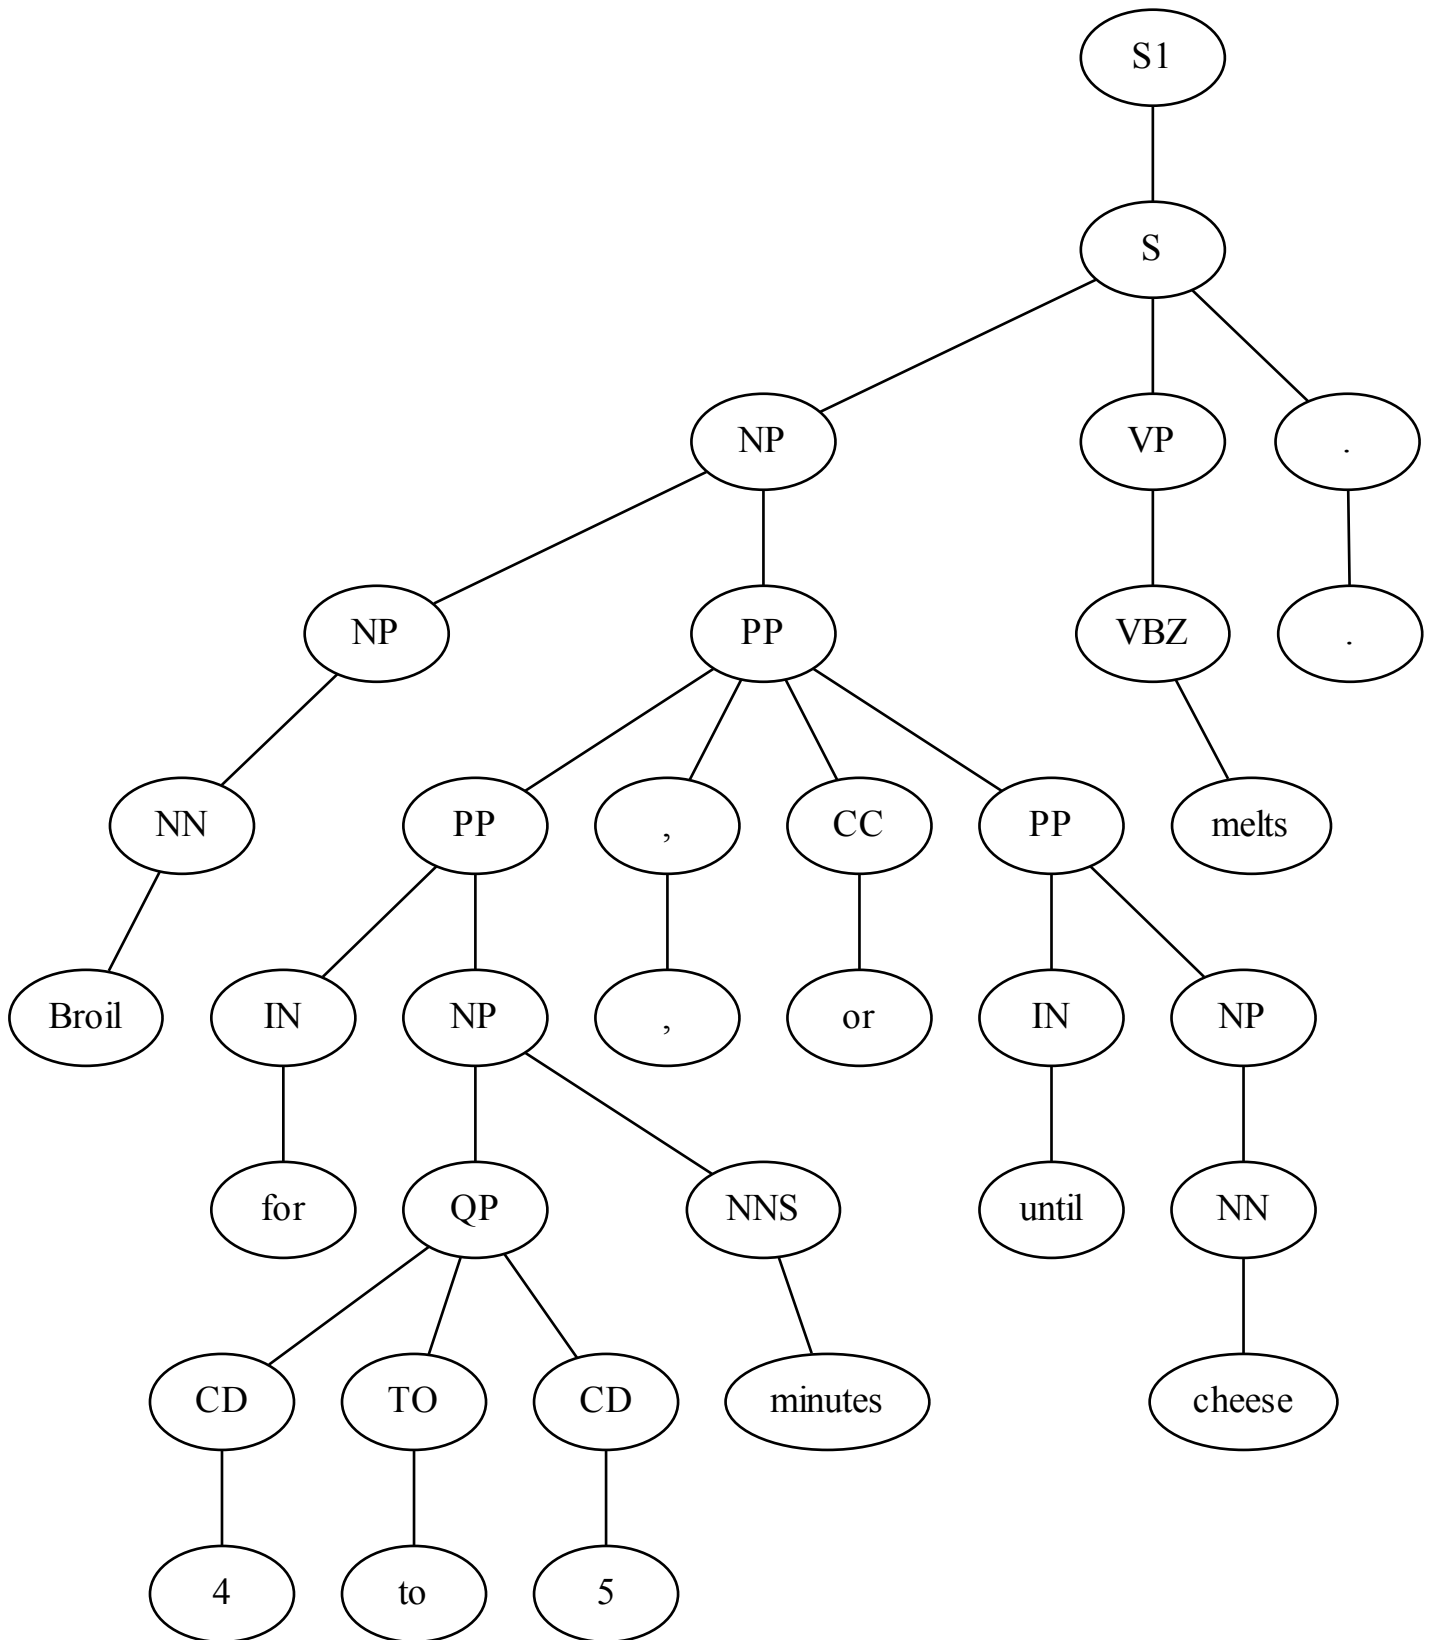 S1
S
NP VP .
NP PP VBZ .
NN PP , CC PP melts
Broil IN NP , or IN NP
for QP NNS until NN
CD TO CD minutes cheese
4 to 5